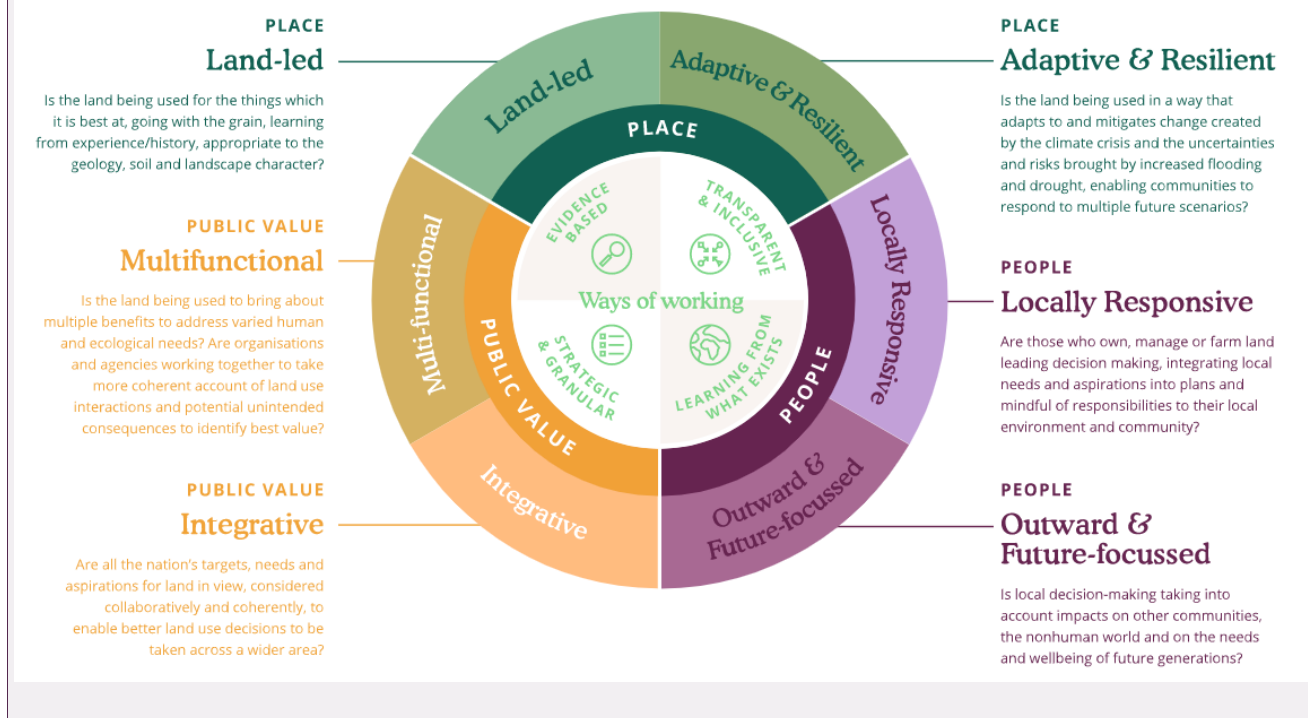 PLACE
Land-led
Is the land being used for the things which
it is best at, going with the grain, learning
from experience/history, appropriate to the
geology, soil and landscape character?
PUBLIC VALUE
Multifunctional
Is the land being used to bring about
multiple benefits to address varied human
and ecological needs? Are organisations
and agencies working together to take
more coherent account of land use
interactions and potential unintended
consequences to identify best value?
PUBLIC VALUE
Integrative
Are all the nation's targets, needs and
aspirations for land in view, considered
collaboratively and coherently, to
enable better land use decisions to be
taken across a wider area?
Land-led
Adaptive & Resilient
PLACE
Multi-functional
PUBLIC VALUE
Integrative
Locally Responsive
PEOPLE
Outward &
Future-focussed
EVIDENCE
BASED
TRANSPARENT
& INCLUSIVE
Ways of working
STRATEGIC
& GRANULAR
LEARNING FROM
WHAT EXISTS
PLACE
Adaptive & Resilient
Is the land being used in a way that
adapts to and mitigates change created
by the climate crisis and the uncertainties
and risks brought by increased flooding
and drought, enabling communities to
respond to multiple future scenarios?
PEOPLE
Locally Responsive
Are those who own, manage or farm land
leading decision making, integrating local
needs and aspirations into plans and
mindful of responsibilities to their local
environment and community?
PEOPLE
Outward &
Future-focussed
Is local decision-making taking into
account impacts on other communities,
the nonhuman world and on the needs
and wellbeing of future generations?